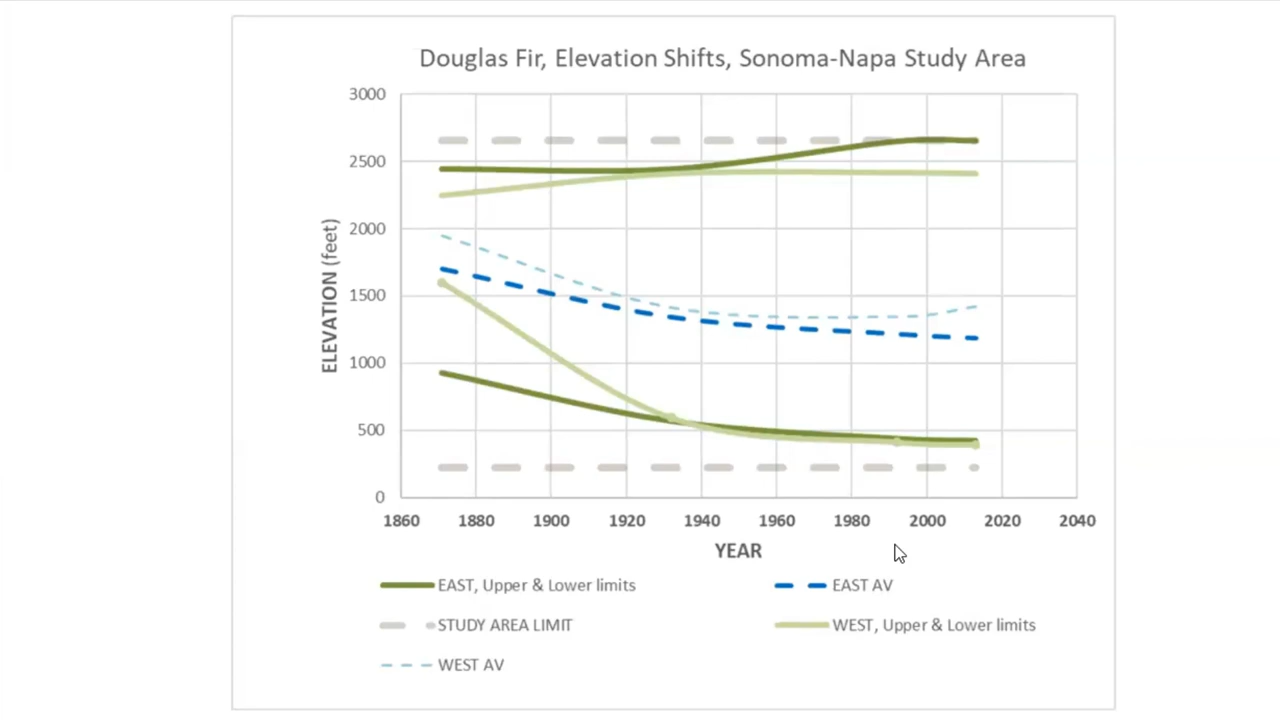 Douglas Fir, Elevation Shifts, Sonoma-Napa Study Area
3000
2500
2000
1500
1000
500
0
ELEVATION (feet)
1860 1880 1900 1920 1940 1960 1980 2000 2020 2040
YEAR
EAST, Upper & Lower limits EAST AV
STUDY AREA LIMIT WEST, Upper & Lower limits
WEST AV